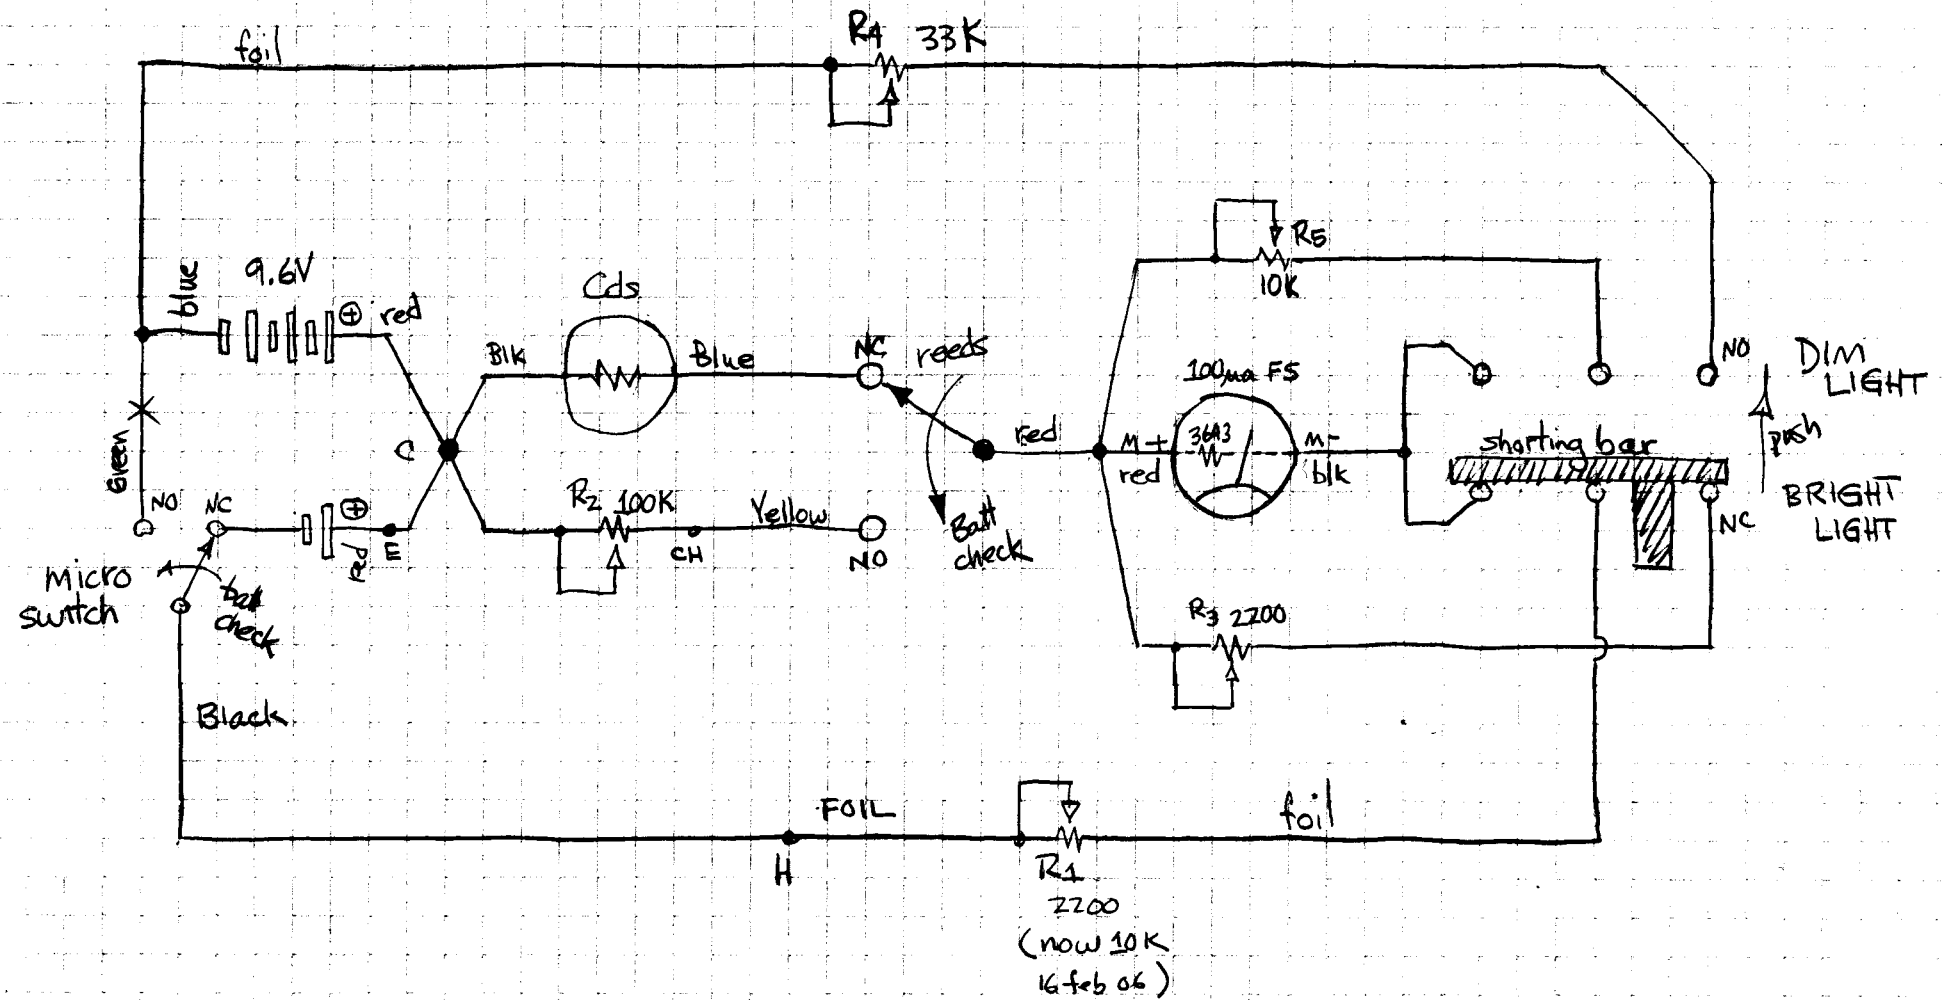 foil
R4 33K
blue
9.6V
⊕
red
Cds
Blk
Blue
NC
reeds
R5
10K
NO
DIM
LIGHT
push
100μa FS
C
red
M+
red
M-
blk
shorting bar
BRIGHT
LIGHT
NC
Green
NO
NC
⊕
red
E
R2 100K
CH
Yellow
NO
Batt
check
Micro
switch
batt
check
R3 2200
Black
FOIL
foil
H
R1
2200
(now 10K
16 feb 06)